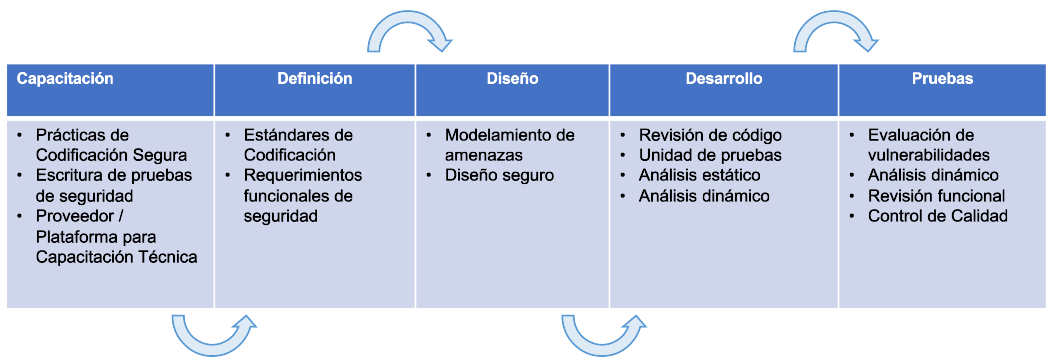 Capacitación
Definición
Diseño
Desarrollo
Pruebas
• Prácticas de
Codificación Segura
• Escritura de pruebas
de seguridad
• Proveedor /
Plataforma para
Capacitación Técnica
• Estándares de
Codificación
• Requerimientos
funcionales de
seguridad
• Modelamiento de
amenazas
• Diseño seguro
• Revisión de código
• Unidad de pruebas
• Análisis estático
• Análisis dinámico
• Evaluación de
vulnerabilidades
• Análisis dinámico
• Revisión funcional
• Control de Calidad